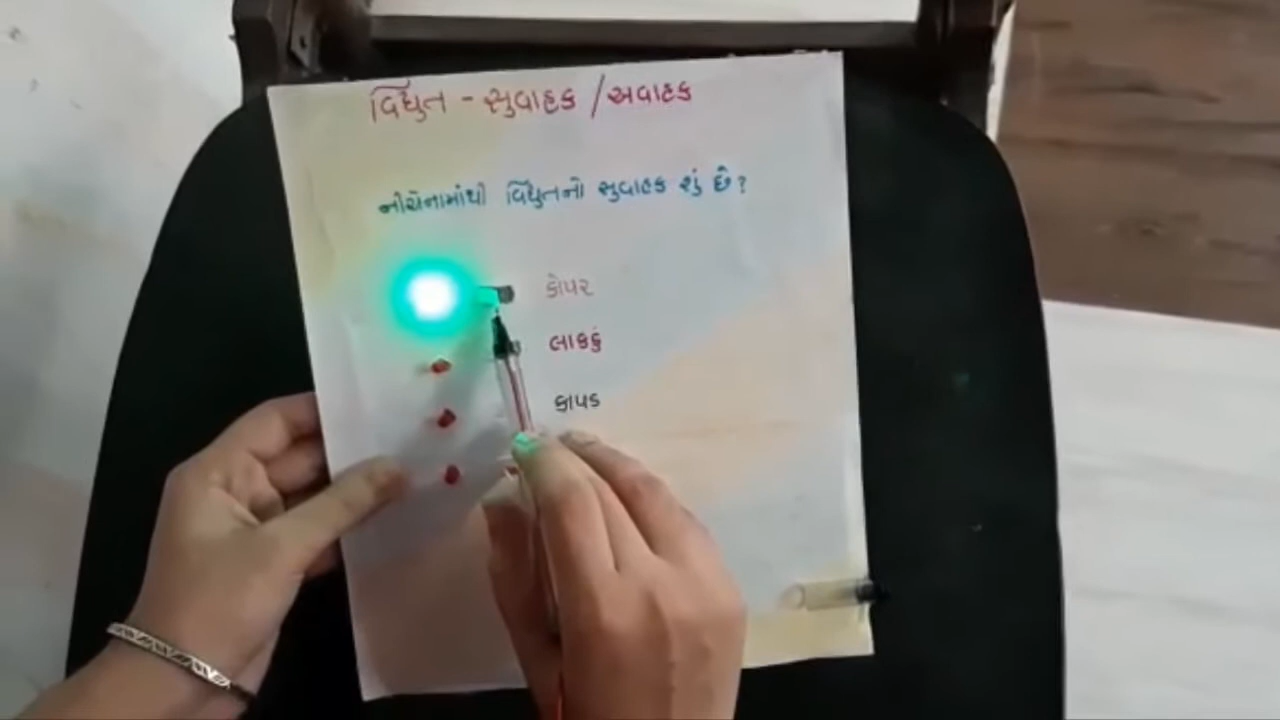 વિદ્યુત - સુવાહક / અવાહક
નીચેનામાંથી વિદ્યુતનો સુવાહક શું છે?
કોપર
લાકડું
કાપડ